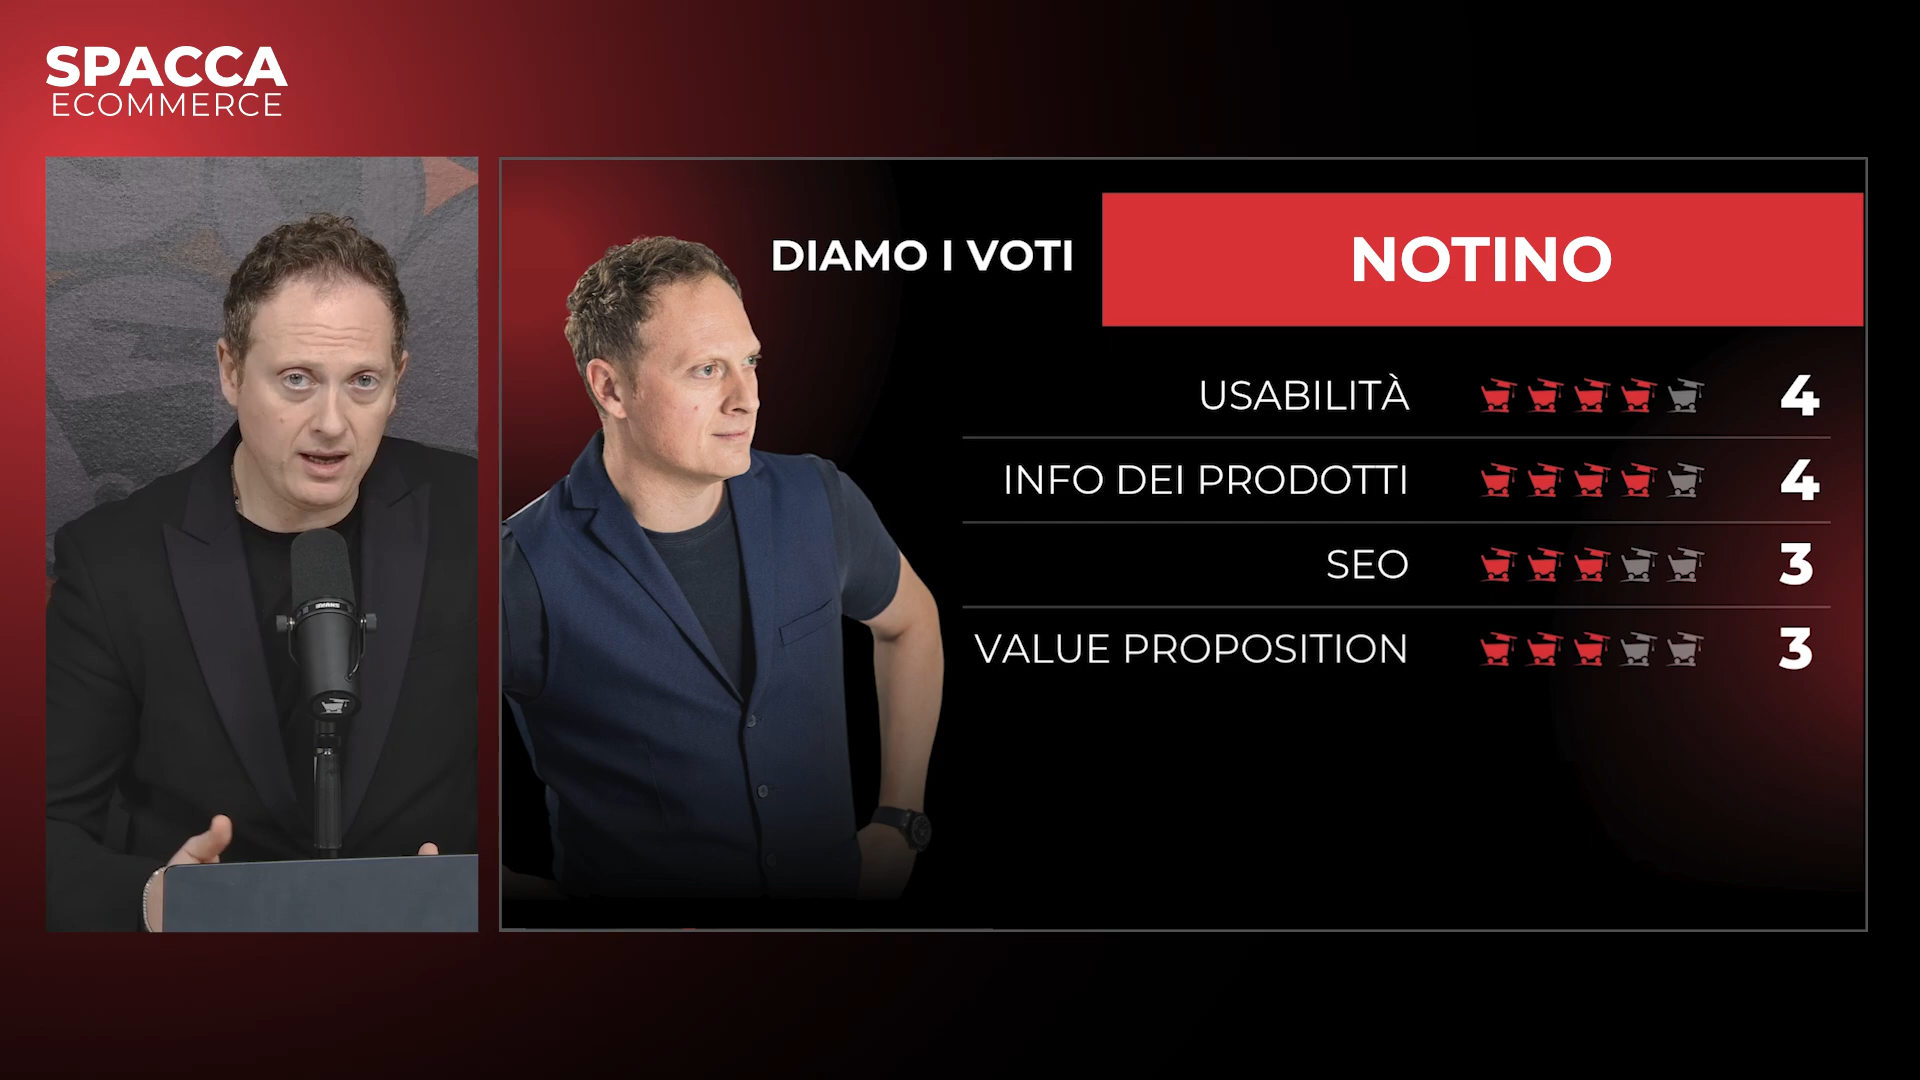 SPACCA
ECOMMERCE
DIAMO I VOTI
NOTINO
USABILITÀ 4
INFO DEI PRODOTTI 4
SEO 3
VALUE PROPOSITION 3